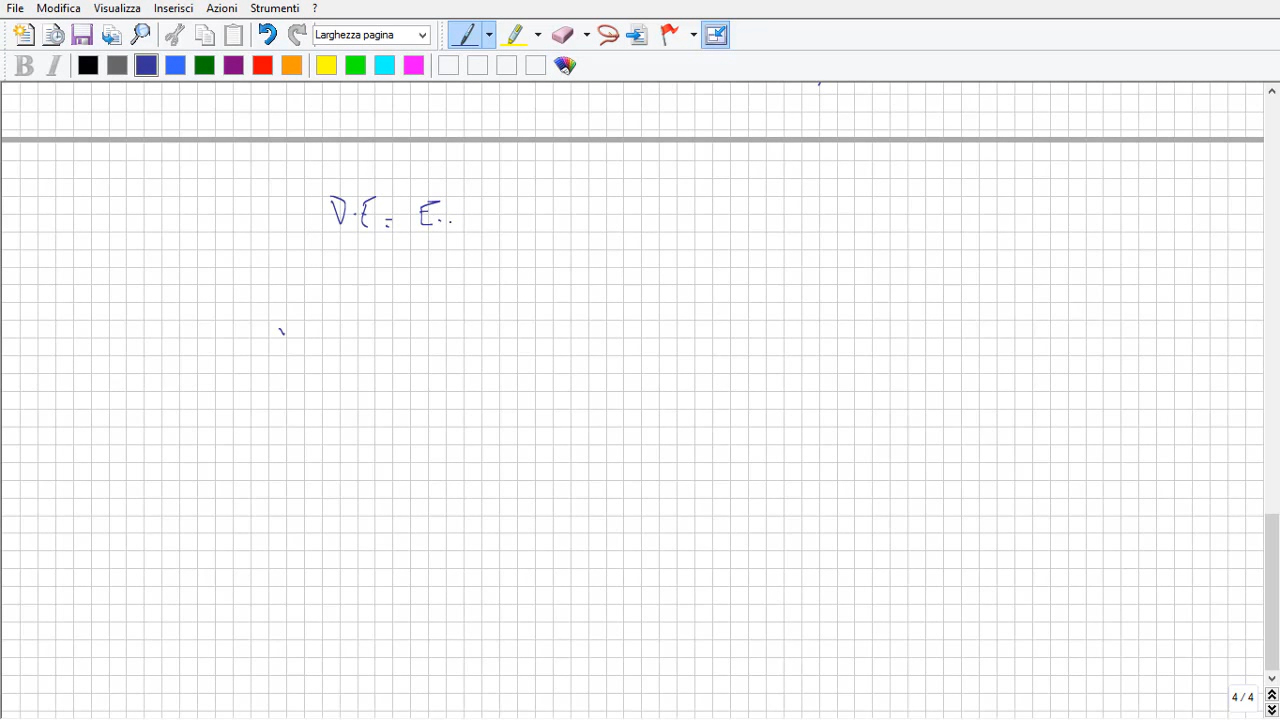 File Modifica Visualizza Inserisci Azioni Strumenti ?
Larghezza pagina
B I
∇·E = E..
4 / 4